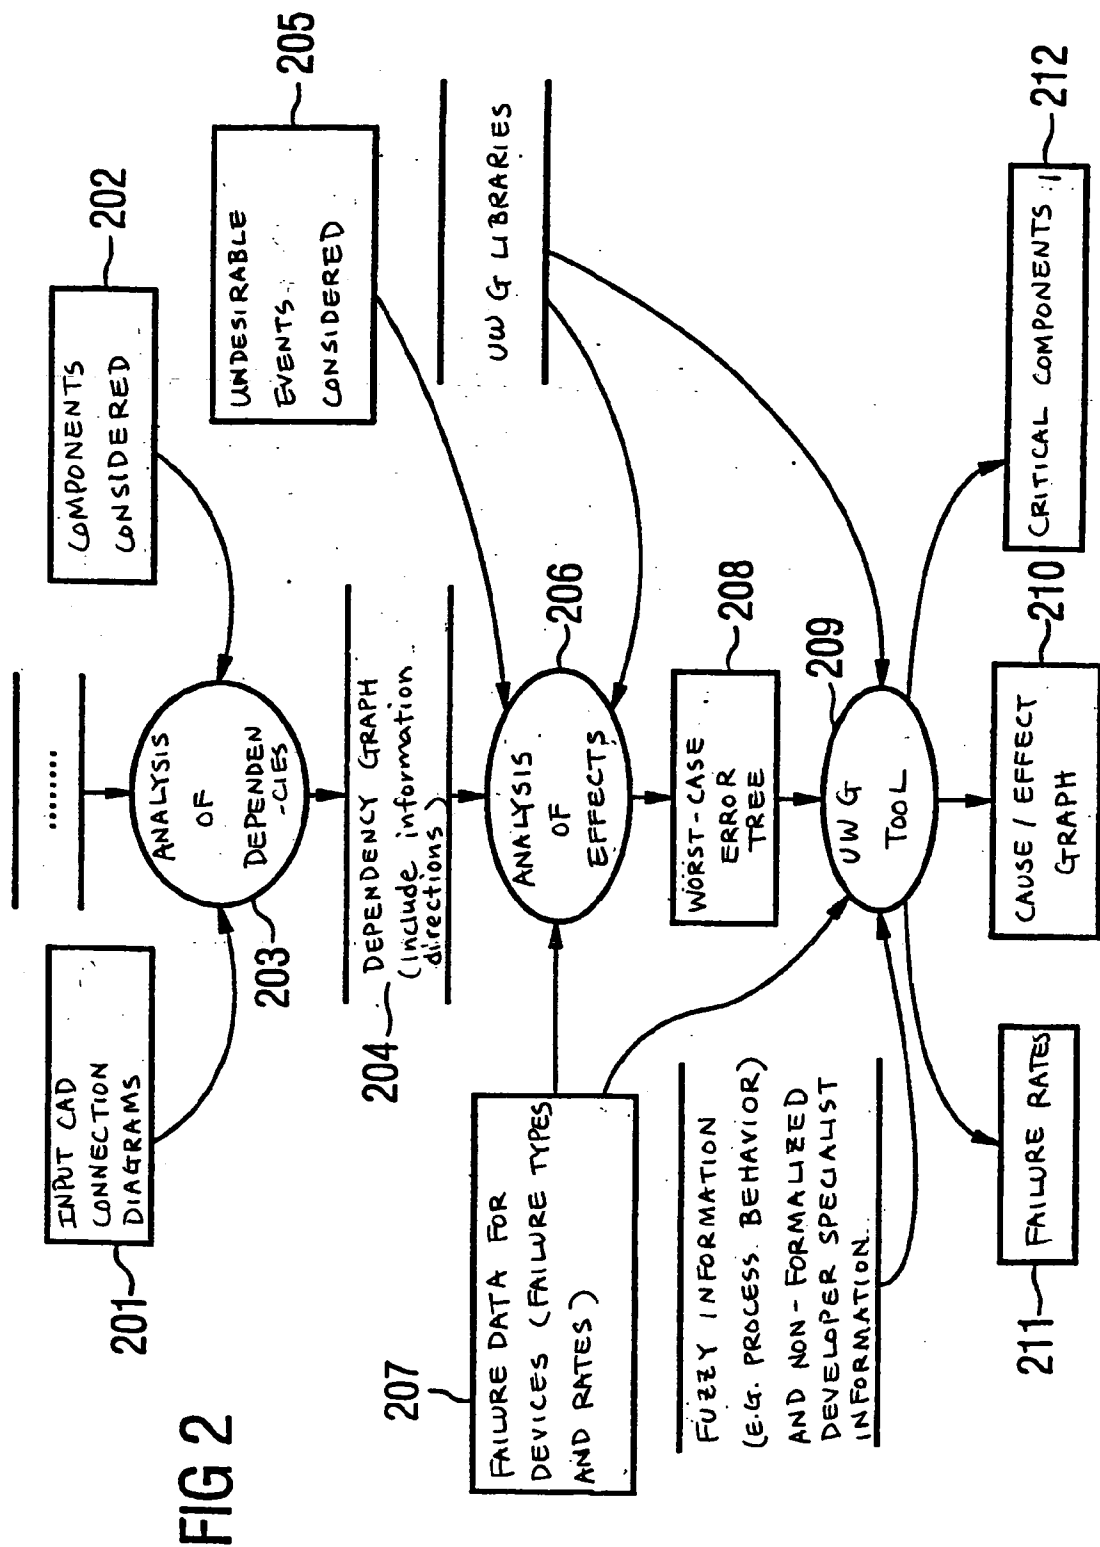 FIG 2
INPUT CAD
CONNECTION
DIAGRAMS
201
........
COMPONENTS
CONSIDERED
202
ANALYSIS
OF
DEPENDEN
-CIES
203
UNDESIRABLE
EVENTS
CONSIDERED
205
204
DEPENDENCY GRAPH
(include information
directions)
UW G LIBRARIES
FAILURE DATA FOR
DEVICES (FAILURE TYPES
AND RATES)
207
ANALYSIS
OF
EFFECTS
206
WORST-CASE
ERROR
TREE
208
FUZZY INFORMATION
(E.G. PROCESS BEHAVIOR)
AND NON-FORMALIZED
DEVELOPER SPECIALIST
INFORMATION
UW G
TOOL
209
FAILURE RATES
211
CAUSE / EFFECT
GRAPH
210
CRITICAL COMPONENTS
212